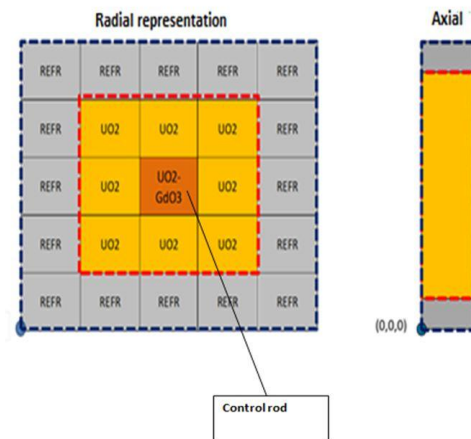 Radial representation
Axial
REFR REFR REFR REFR REFR
REFR UO2 UO2 UO2 REFR
REFR UO2 UO2-
GdO3 UO2 REFR
REFR UO2 UO2 UO2 REFR
REFR REFR REFR REFR REFR
(0,0,0)
Control rod